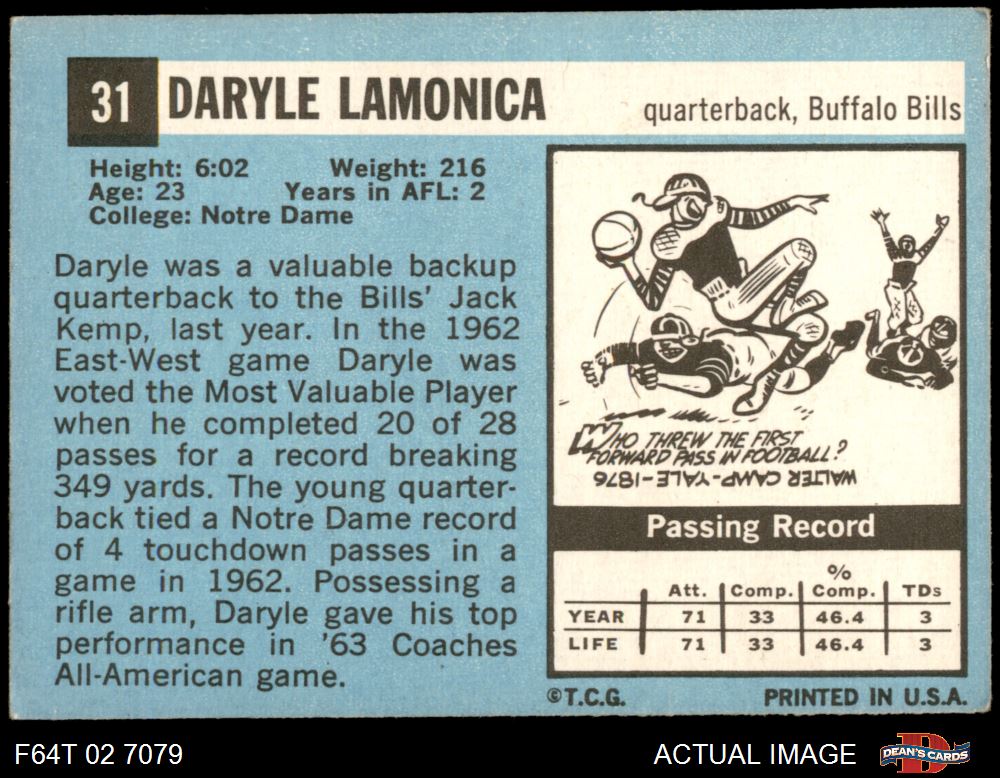 31 DARYLE LAMONICA
quarterback, Buffalo Bills
Height: 6:02 Weight: 216
Age: 23 Years in AFL: 2
College: Notre Dame
Daryle was a valuable backup
quarterback to the Bills' Jack
Kemp, last year. In the 1962
East-West game Daryle was
voted the Most Valuable Player
when he completed 20 of 28
passes for a record breaking
349 yards. The young quarter-
back tied a Notre Dame record
of 4 touchdown passes in a
game in 1962. Possessing a
rifle arm, Daryle gave his top
performance in '63 Coaches
All-American game.
WHO THREW THE FIRST
FORWARD PASS IN FOOTBALL?
WALTER CAMP-YALE-1876
Passing Record
Att. Comp. % Comp. TDs
YEAR 71 33 46.4 3
LIFE 71 33 46.4 3
©T.C.G. PRINTED IN U.S.A.
F64T 02 7079 ACTUAL IMAGE DEAN'S CARDS